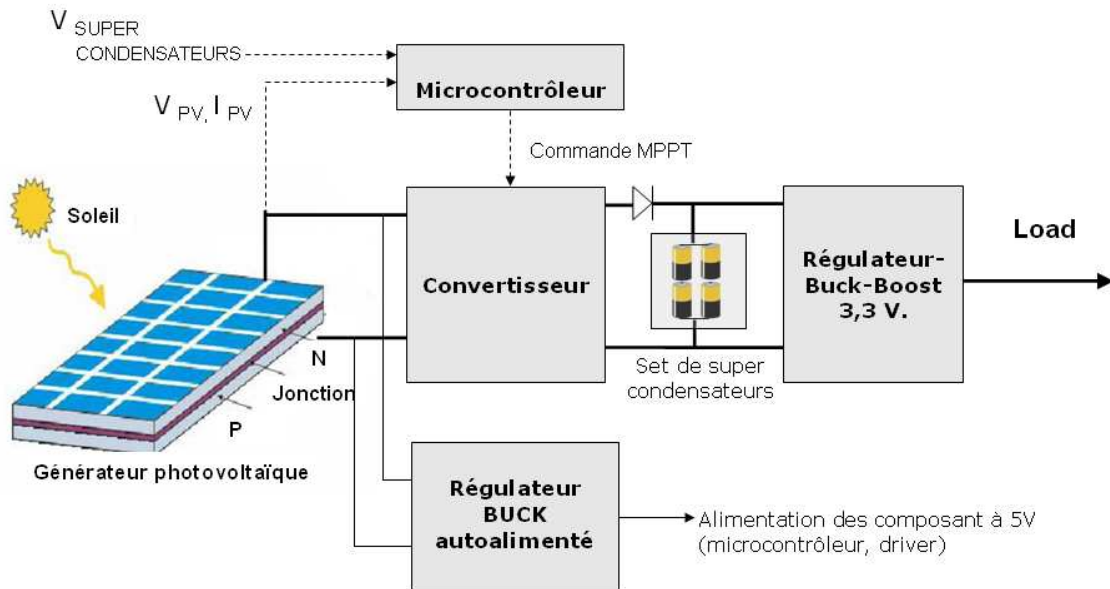 V SUPER
CONDENSATEURS
V PV, I PV
Microcontrôleur
Commande MPPT
Soleil
Convertisseur
Régulateur-
Buck-Boost
3,3 V.
Load
N
Jonction
P
Set de super
condensateurs
Générateur photovoltaïque
Régulateur
BUCK
autoalimenté
Alimentation des composant à 5V
(microcontrôleur, driver)